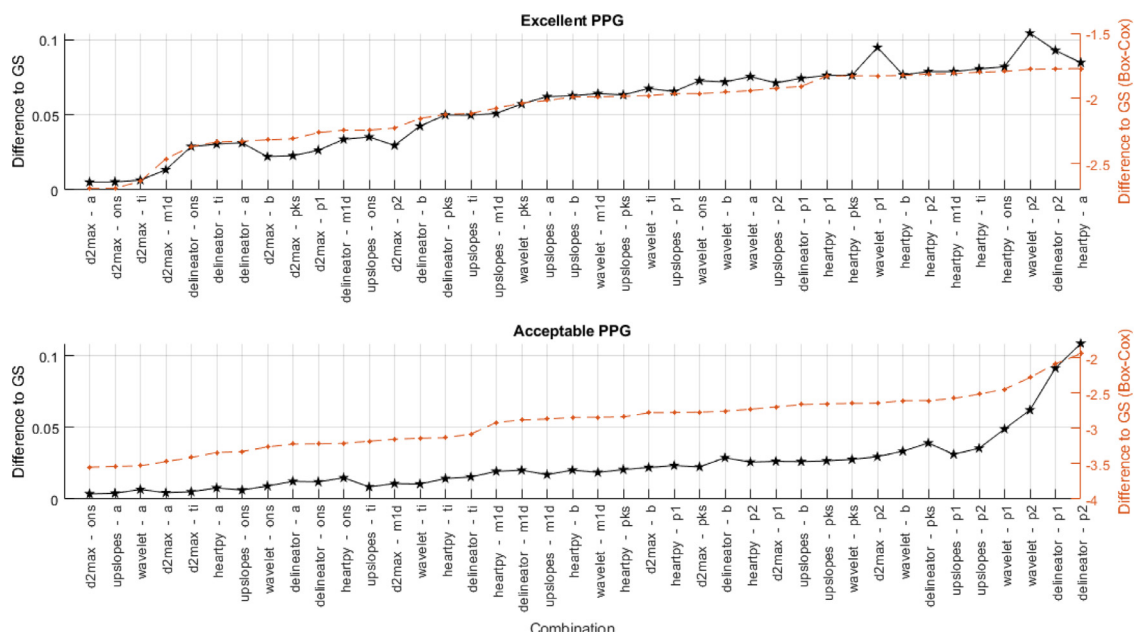 Excellent PPG
Difference to GS
0.1
0.05
0
-1.5
-2
-2.5
Difference to GS (Box-Cox)
d2max - a
d2max - ons
d2max - ti
d2max - m1d
delineator - ons
delineator - ti
delineator - a
d2max - b
d2max - pks
d2max - p1
delineator - m1d
upslopes - ons
d2max - p2
delineator - b
delineator - pks
upslopes - ti
upslopes - m1d
wavelet - pks
upslopes - a
upslopes - b
wavelet - m1d
upslopes - pks
wavelet - ti
upslopes - p1
wavelet - ons
wavelet - b
wavelet - a
upslopes - p2
delineator - p1
heartpy - p1
heartpy - pks
wavelet - p1
heartpy - b
heartpy - p2
heartpy - m1d
heartpy - ti
heartpy - ons
wavelet - p2
delineator - p2
heartpy - a
Acceptable PPG
Difference to GS
0.1
0.05
0
-2
-2.5
-3
-3.5
-4
Difference to GS (Box-Cox)
d2max - ons
upslopes - a
wavelet - a
d2max - a
d2max - ti
heartpy - a
upslopes - ons
wavelet - ons
delineator - a
delineator - ons
heartpy - ons
upslopes - ti
d2max - m1d
wavelet - ti
heartpy - ti
delineator - ti
heartpy - m1d
delineator - m1d
upslopes - m1d
heartpy - b
wavelet - m1d
heartpy - pks
d2max - b
heartpy - p1
d2max - pks
delineator - b
heartpy - p2
d2max - p1
upslopes - b
upslopes - pks
wavelet - pks
d2max - p2
wavelet - b
delineator - pks
upslopes - p1
upslopes - p2
wavelet - p1
wavelet - p2
delineator - p1
delineator - p2
Combination